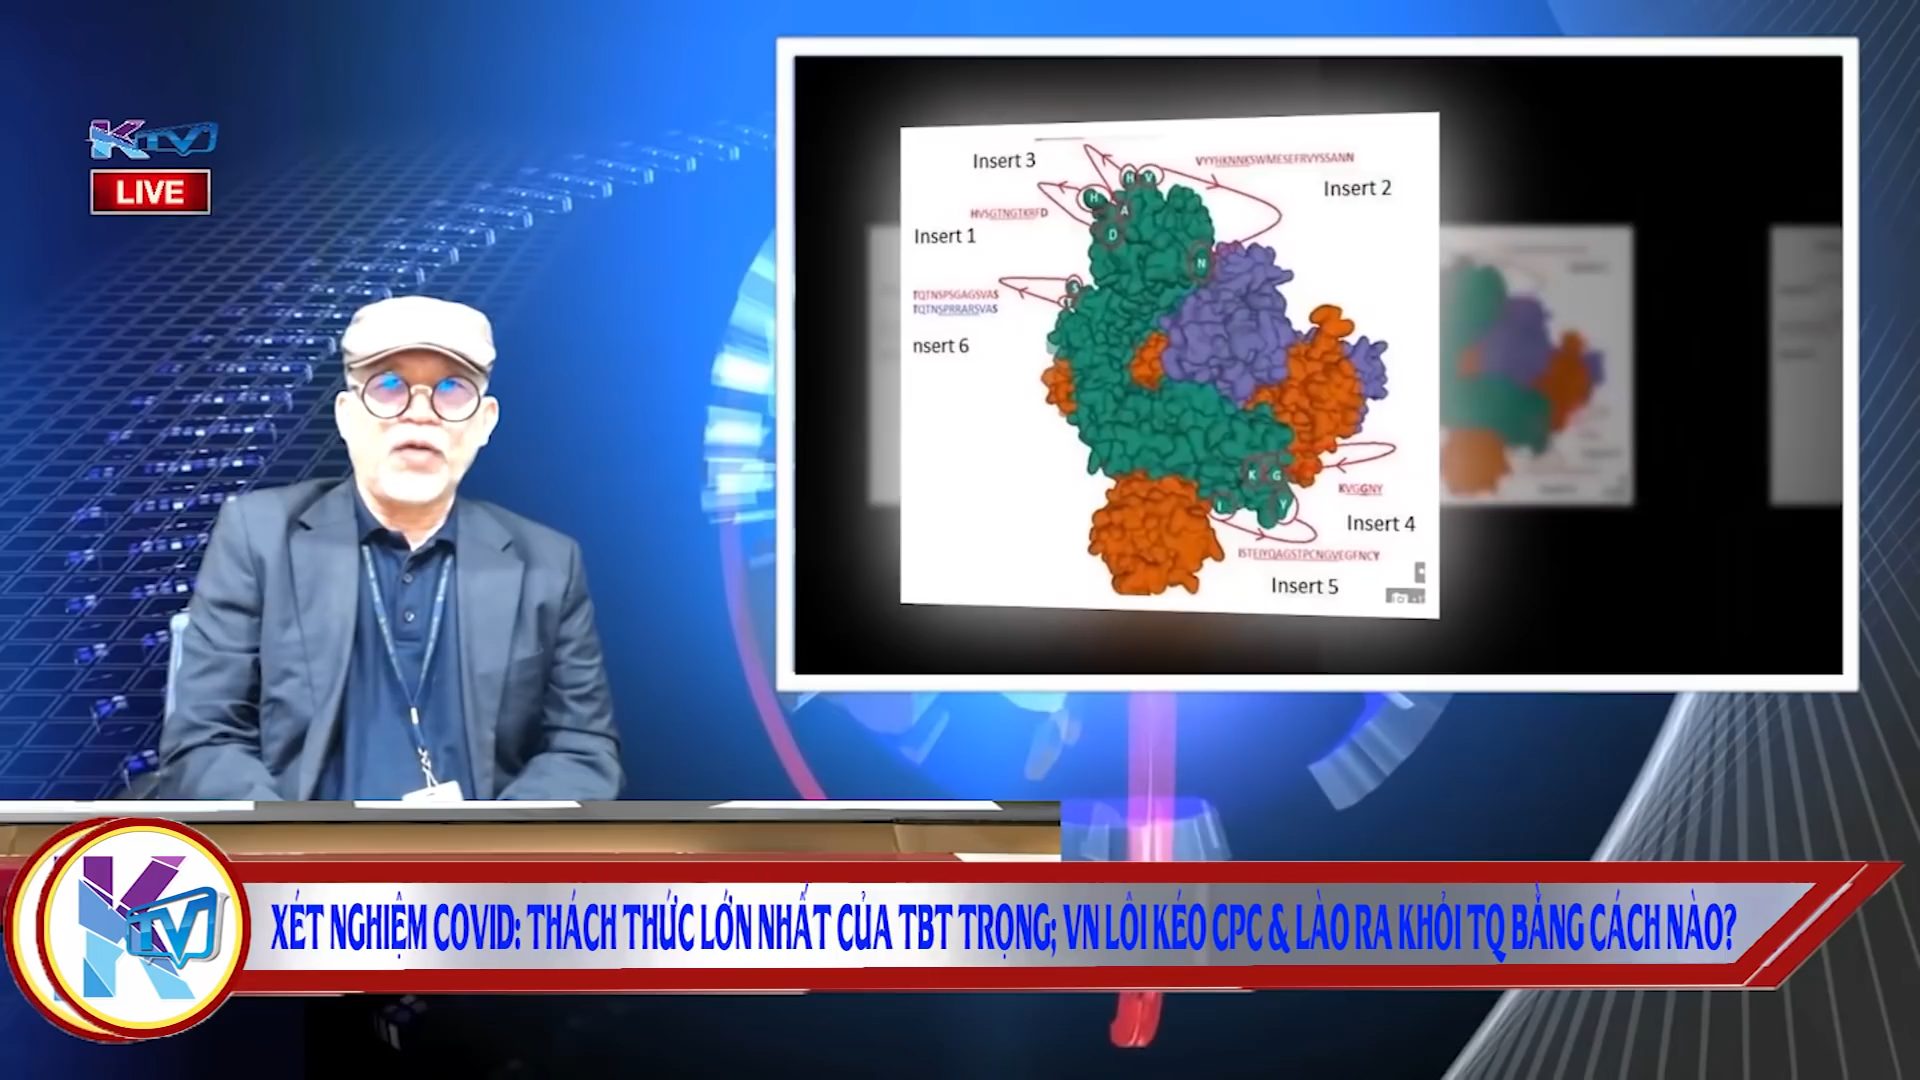 KTV
LIVE
Insert 3
VYYHKNNKSWMESEFRVYSSANN
Insert 2
H
H
V
A
D
N
HVSGTNGTKRFD
Insert 1
S
T
TQTNSPSGAGSVAS
TQTNSPRRARSVAS
nsert 6
K
G
I
Y
KVGGNY
Insert 4
ISTEIYQAGSTPCNGVEGFNCY
Insert 5
KTV
XÉT NGHIỆM COVID: THÁCH THỨC LỚN NHẤT CỦA TBT TRỌNG; VN LÔI KÉO CPC & LÀO RA KHỎI TQ BẰNG CÁCH NÀO?